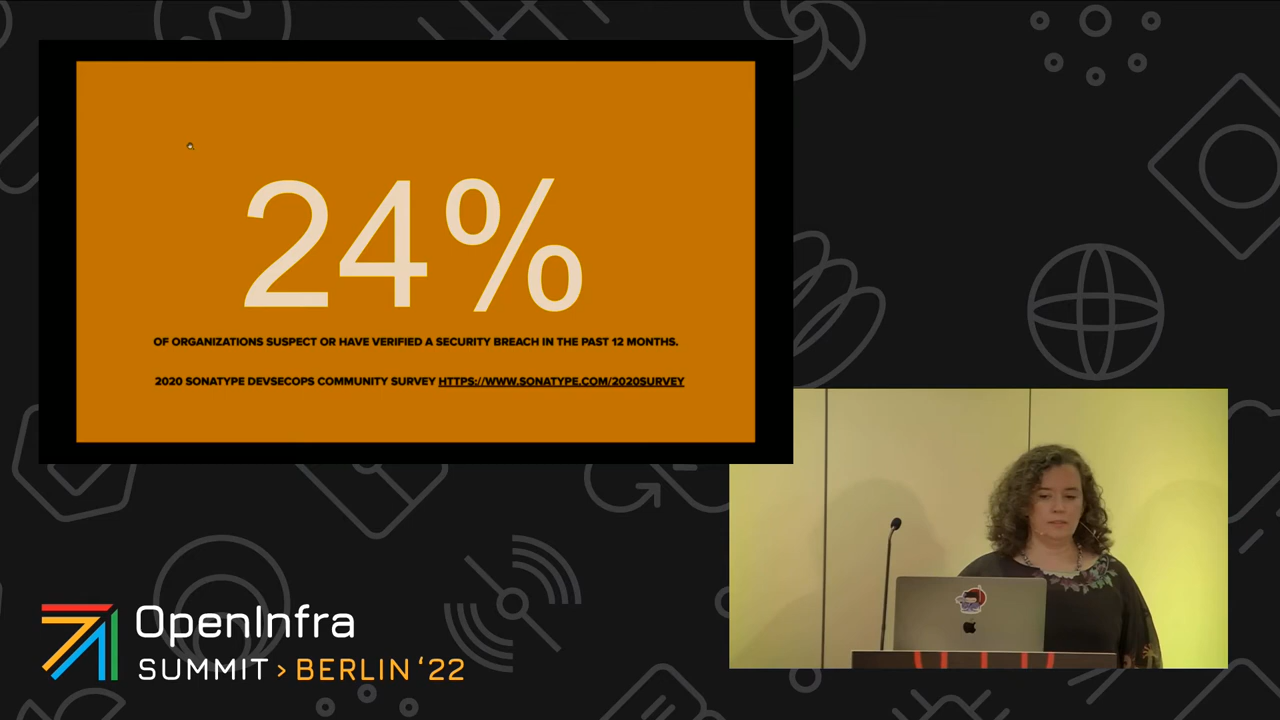 24%
OF ORGANIZATIONS SUSPECT OR HAVE VERIFIED A SECURITY BREACH IN THE PAST 12 MONTHS.
2020 SONATYPE DEVSECOPS COMMUNITY SURVEY HTTPS://WWW.SONATYPE.COM/2020SURVEY
OpenInfra
SUMMIT > BERLIN ‘22